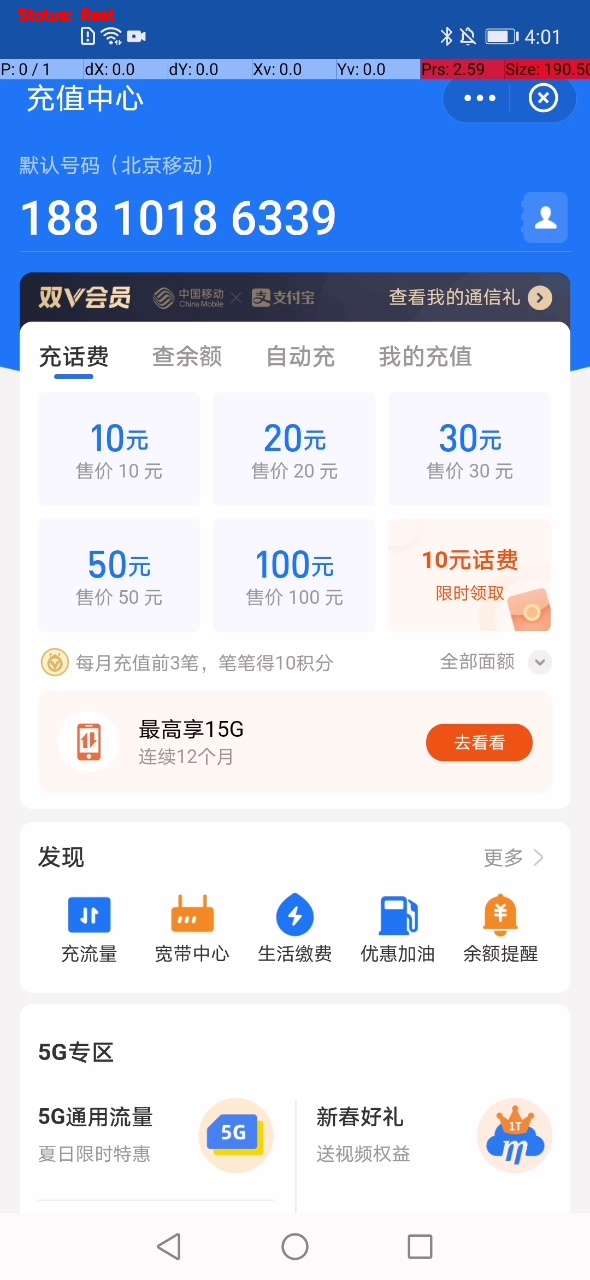 Status: Rest
4:01
P: 0 / 1 dX: 0.0 dY: 0.0 Xv: 0.0 Yv: 0.0 Prs: 2.59 Size: 190.50
充值中心
默认号码（北京移动）
188 1018 6339
双V会员 中国移动 China Mobile × 支付宝 查看我的通信礼
充话费 查余额 自动充 我的充值
10元 20元 30元
售价 10 元 售价 20 元 售价 30 元
50元 100元 10元话费
售价 50 元 售价 100 元 限时领取
每月充值前3笔，笔笔得10积分 全部面额
最高享15G
连续12个月 去看看
发现 更多
充流量 宽带中心 生活缴费 优惠加油 余额提醒
5G专区
5G通用流量 5G 新春好礼 1T
夏日限时特惠 送视频权益 m